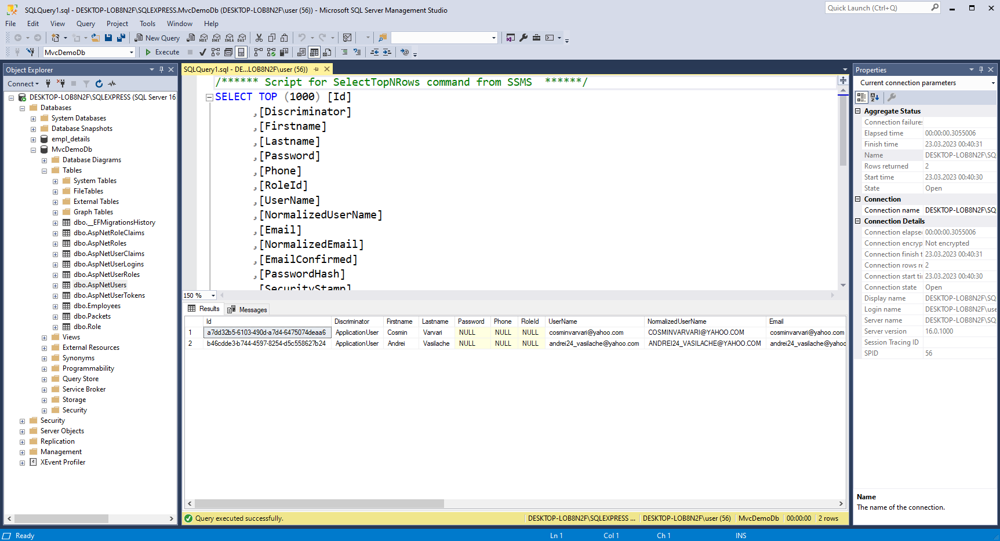 SQLQuery1.sql - DESKTOP-LOB8N2F\SQLEXPRESS.MvcDemoDb (DESKTOP-LOB8N2F\user (56)) - Microsoft SQL Server Management Studio
Quick Launch (Ctrl+Q)
File Edit View Query Project Tools Window Help
New Query MDX DMX XMLA DAX
MvcDemoDb Execute
Object Explorer
Connect
DESKTOP-LOB8N2F\SQLEXPRESS (SQL Server 16
Databases
System Databases
Database Snapshots
empl_details
MvcDemoDb
Database Diagrams
Tables
System Tables
FileTables
External Tables
Graph Tables
dbo.__EFMigrationsHistory
dbo.AspNetRoleClaims
dbo.AspNetRoles
dbo.AspNetUserClaims
dbo.AspNetUserLogins
dbo.AspNetUserRoles
dbo.AspNetUsers
dbo.AspNetUserTokens
dbo.Employees
dbo.Packets
dbo.Role
Views
External Resources
Synonyms
Programmability
Query Store
Service Broker
Storage
Security
Security
Server Objects
Replication
Management
XEvent Profiler
SQLQuery1.sql - DE...LOB8N2F\user (56))
/****** Script for SelectTopNRows command from SSMS  ******/
SELECT TOP (1000) [Id]
,[Discriminator]
,[Firstname]
,[Lastname]
,[Password]
,[Phone]
,[RoleId]
,[UserName]
,[NormalizedUserName]
,[Email]
,[NormalizedEmail]
,[EmailConfirmed]
,[PasswordHash]
,[SecurityStamp]
150 %
Results Messages
Id Discriminator Firstname Lastname Password Phone RoleId UserName NormalizedUserName Email
1 a7dd32b5-6103-490d-a7d4-6475074deaa6 ApplicationUser Cosmin Varvari NULL NULL NULL cosminvarvari@yahoo.com COSMINVARVARI@YAHOO.COM cosminvarvari@yahoo.com
2 b46cdde3-b744-4597-8254-d5c558627b24 ApplicationUser Andrei Vasilache NULL NULL NULL andrei24_vasilache@yahoo.com ANDREI24_VASILACHE@YAHOO.COM andrei24_vasilache@yahoo
Query executed successfully.
DESKTOP-LOB8N2F\SQLEXPRESS ... DESKTOP-LOB8N2F\user (56) MvcDemoDb 00:00:00 2 rows
Properties
Current connection parameters
Aggregate Status
Connection failures
Elapsed time 00:00:00.3055006
Finish time 23.03.2023 00:40:31
Name DESKTOP-LOB8N2F\SQ
Rows returned 2
Start time 23.03.2023 00:40:30
State Open
Connection
Connection name DESKTOP-LOB8N2F\SQ
Connection Details
Connection elapse 00:00:00.3055006
Connection encryp Not encrypted
Connection finish t 23.03.2023 00:40:31
Connection rows re 2
Connection start ti 23.03.2023 00:40:30
Connection state Open
Display name DESKTOP-LOB8N2F\SQ
Login name DESKTOP-LOB8N2F\use
Server name DESKTOP-LOB8N2F\SQ
Server version 16.0.1000
Session Tracing ID
SPID 56
Name
The name of the connection.
Ready Ln 1 Col 1 Ch 1 INS